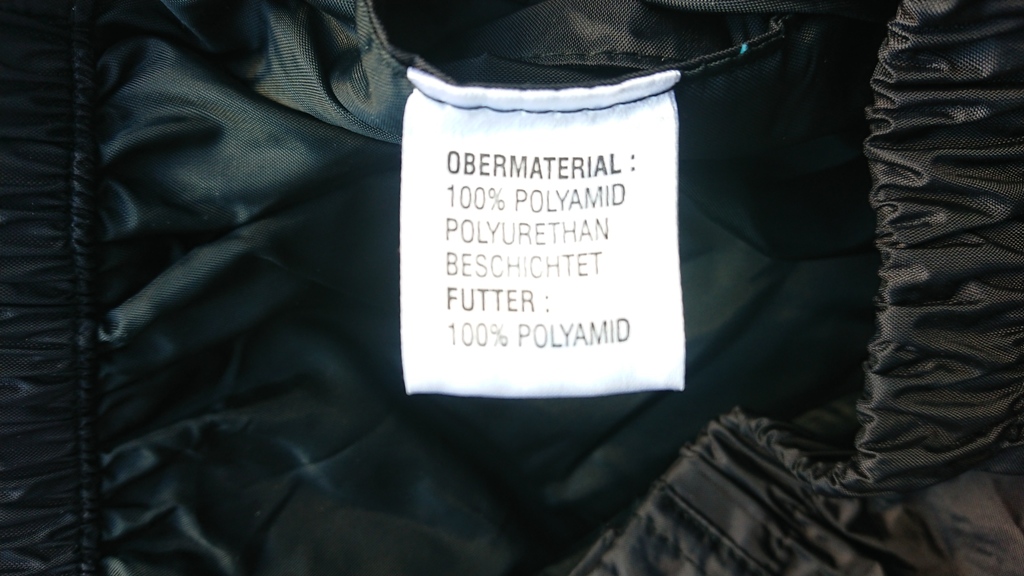 OBERMATERIAL :
100% POLYAMID
POLYURETHAN
BESCHICHTET
FUTTER :
100% POLYAMID